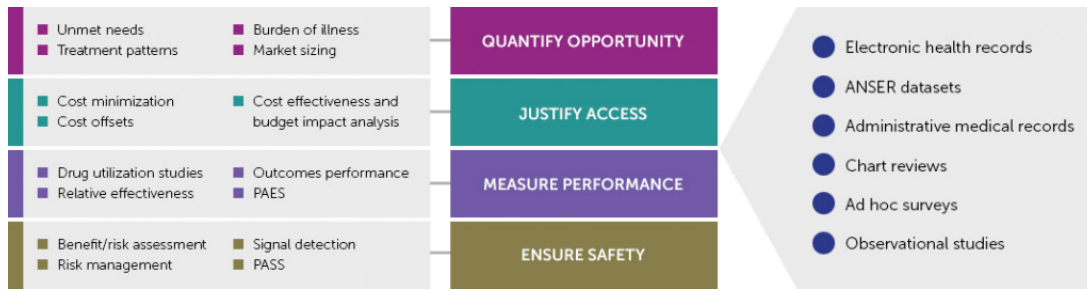 Unmet needs
Treatment patterns
Burden of illness
Market sizing
QUANTIFY OPPORTUNITY
Cost minimization
Cost offsets
Cost effectiveness and
budget impact analysis
JUSTIFY ACCESS
Drug utilization studies
Relative effectiveness
Outcomes performance
PAES
MEASURE PERFORMANCE
Benefit/risk assessment
Risk management
Signal detection
PASS
ENSURE SAFETY
Electronic health records
ANSER datasets
Administrative medical records
Chart reviews
Ad hoc surveys
Observational studies